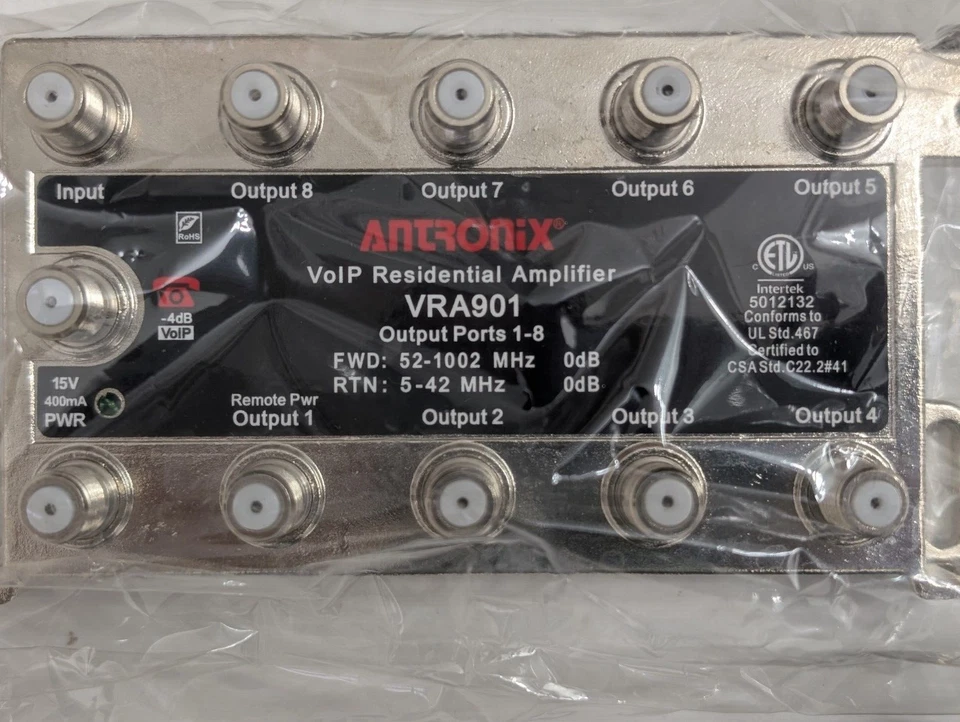 Input
Output 8
Output 7
Output 6
Output 5
RoHS
ANTRONIX®
VoIP Residential Amplifier
VRA901
Output Ports 1-8
FWD: 52-1002 MHz 0dB
RTN: 5-42 MHz 0dB
-4dB
VoIP
C ETL US
LISTED
Intertek
5012132
Conforms to
UL Std. 467
Certified to
CSA Std.C22.2#41
15V
400mA
PWR
Remote Pwr
Output 1
Output 2
Output 3
Output 4